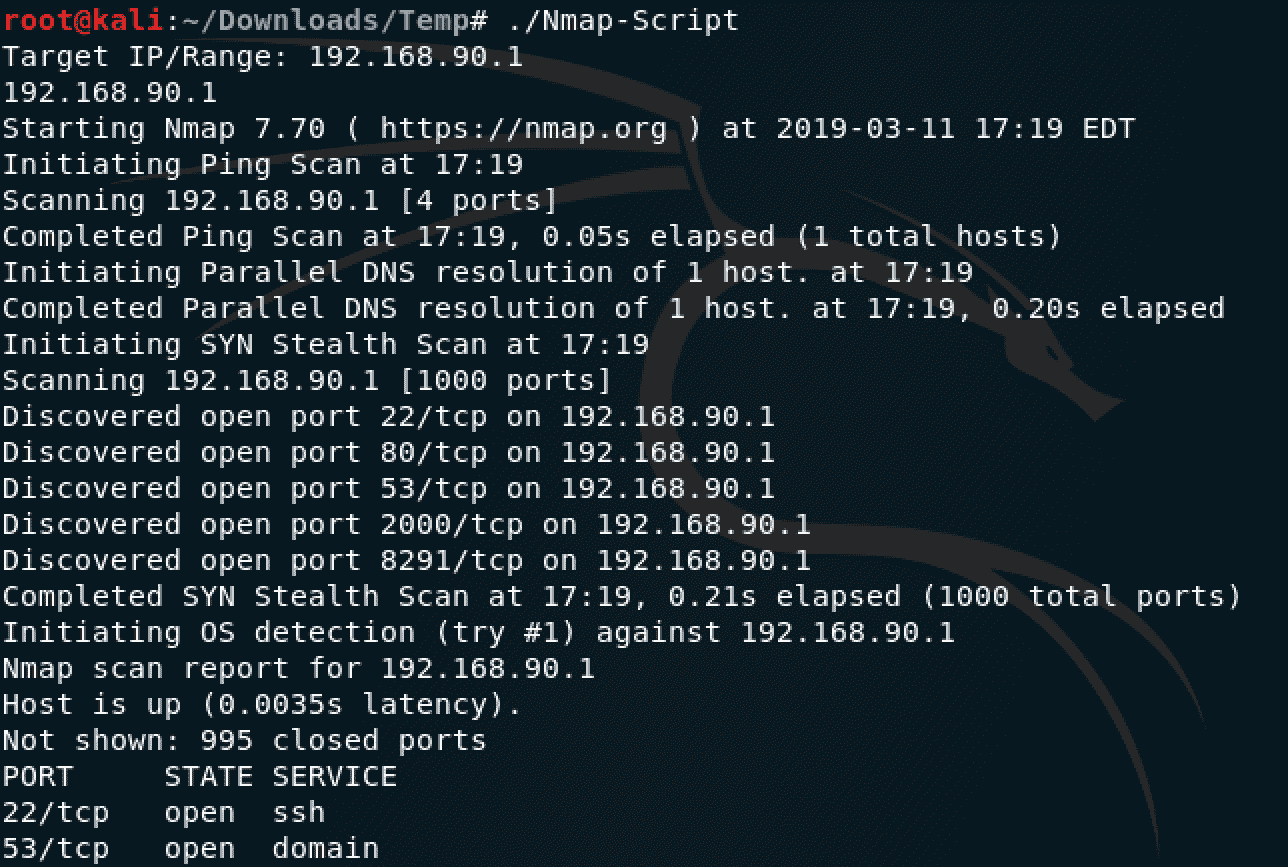 root@kali:~/Downloads/Temp# ./Nmap-Script
Target IP/Range: 192.168.90.1
192.168.90.1
Starting Nmap 7.70 ( https://nmap.org ) at 2019-03-11 17:19 EDT
Initiating Ping Scan at 17:19
Scanning 192.168.90.1 [4 ports]
Completed Ping Scan at 17:19, 0.05s elapsed (1 total hosts)
Initiating Parallel DNS resolution of 1 host. at 17:19
Completed Parallel DNS resolution of 1 host. at 17:19, 0.20s elapsed
Initiating SYN Stealth Scan at 17:19
Scanning 192.168.90.1 [1000 ports]
Discovered open port 22/tcp on 192.168.90.1
Discovered open port 80/tcp on 192.168.90.1
Discovered open port 53/tcp on 192.168.90.1
Discovered open port 2000/tcp on 192.168.90.1
Discovered open port 8291/tcp on 192.168.90.1
Completed SYN Stealth Scan at 17:19, 0.21s elapsed (1000 total ports)
Initiating OS detection (try #1) against 192.168.90.1
Nmap scan report for 192.168.90.1
Host is up (0.0035s latency).
Not shown: 995 closed ports
PORT     STATE SERVICE
22/tcp   open  ssh
53/tcp   open  domain